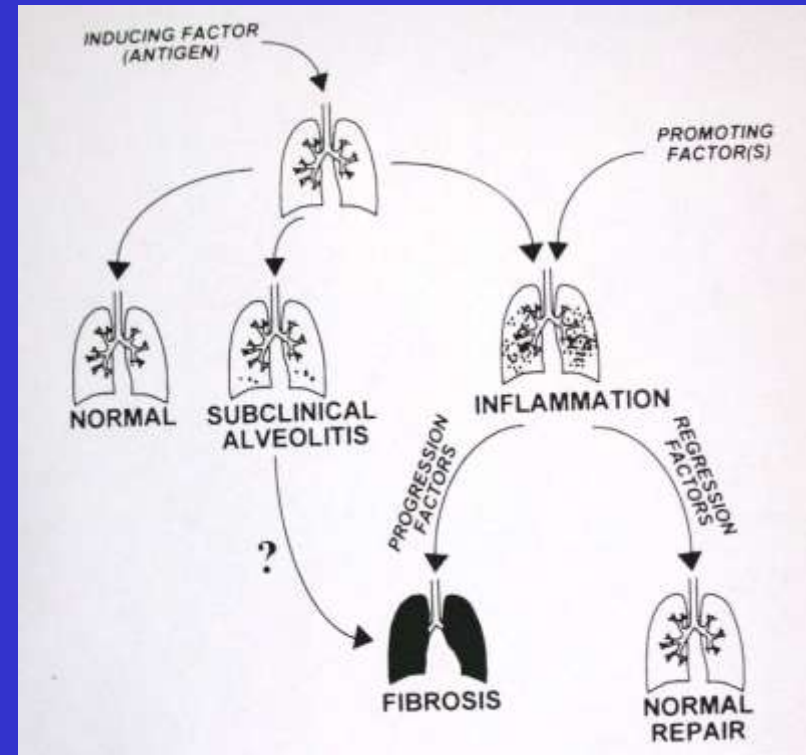 INDUCING FACTOR
(ANTIGEN)
PROMOTING
FACTOR(S)
NORMAL
SUBCLINICAL
ALVEOLITIS
INFLAMMATION
PROGRESSION
FACTORS
REGRESSION
FACTORS
?
FIBROSIS
NORMAL
REPAIR